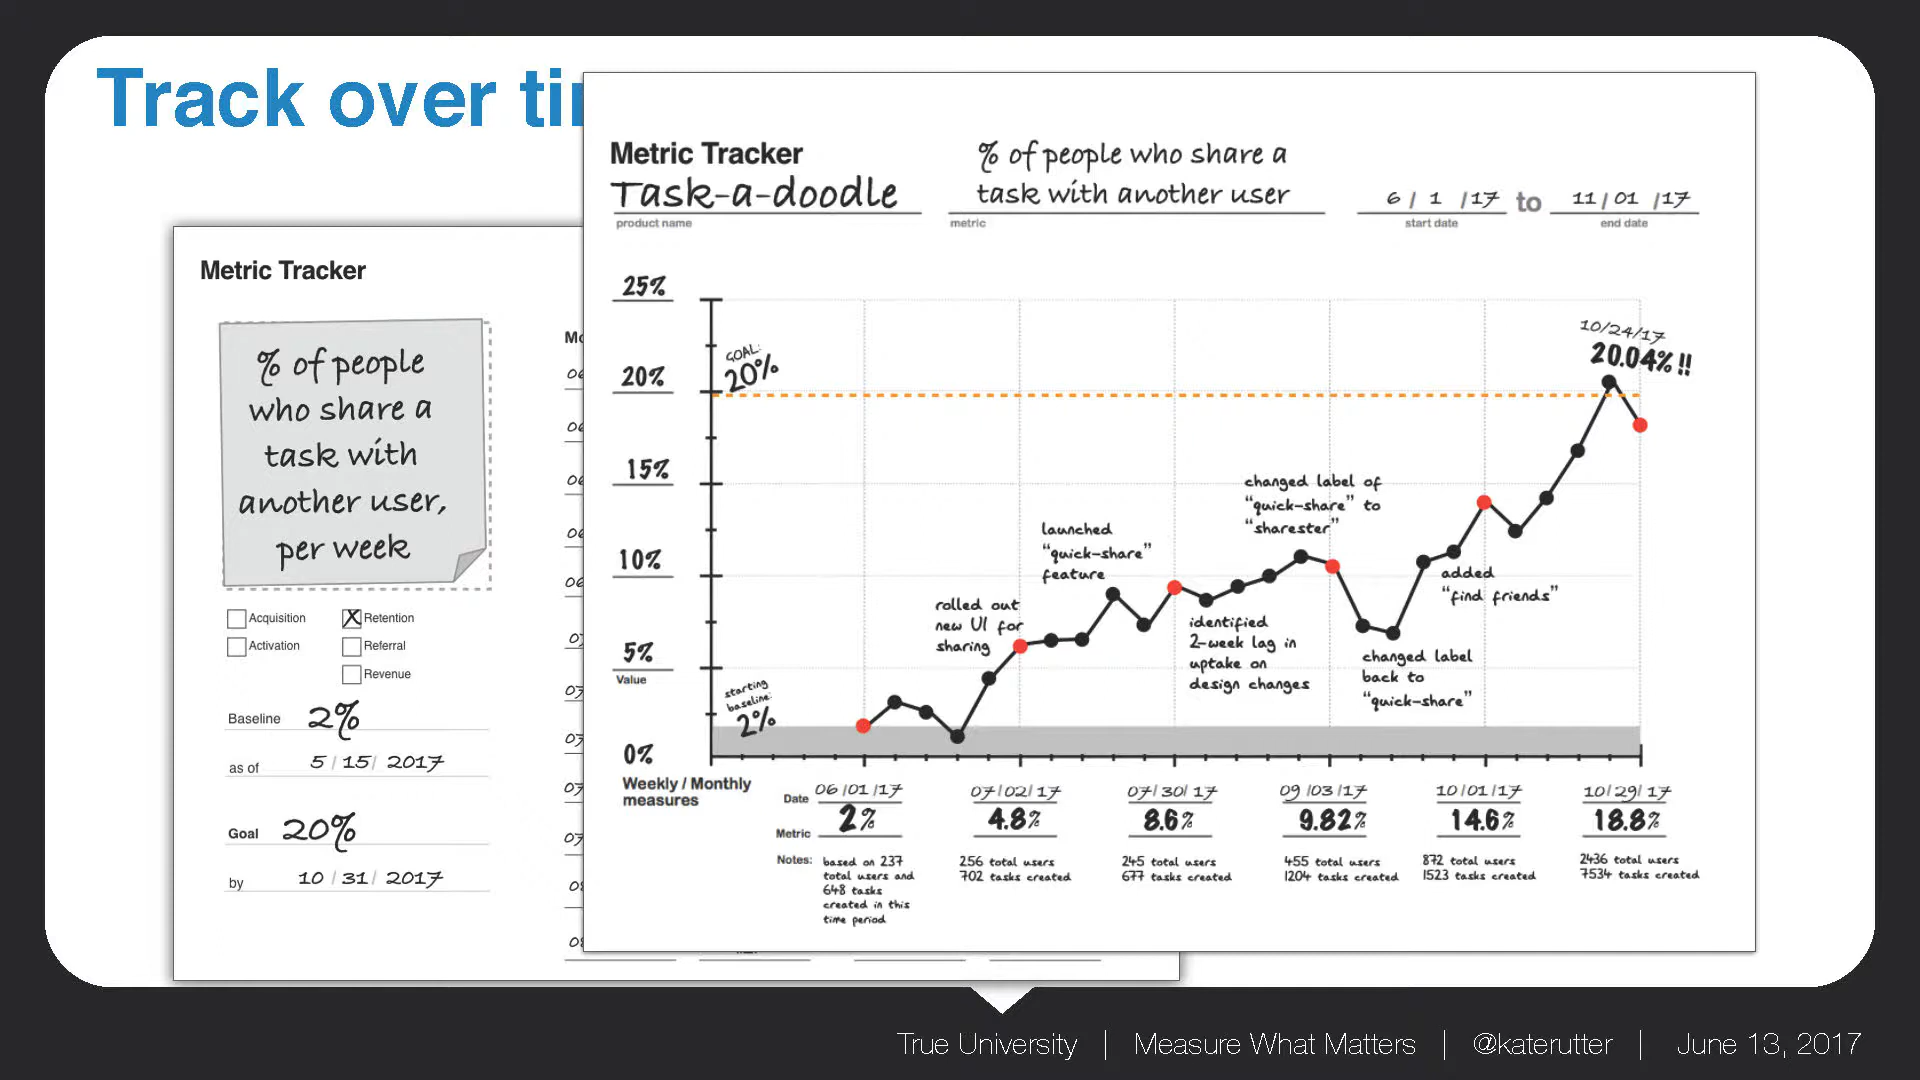 Track over ti
Metric Tracker
% of people
who share a
task with
another user,
per week
Acquisition
X Retention
Activation
Referral
Revenue
Baseline 2%
as of 5/15/2017
Goal 20%
by 10/31/2017
Metric Tracker
Task-a-doodle
product name
% of people who share a
task with another user
metric
6/1/17 to 11/01/17
start date
end date
25%
20%
15%
10%
5%
Value
0%
GOAL:
20%
starting
baseline:
2%
rolled out
new UI for
sharing
launched
"quick-share"
feature
identified
2-week lag in
uptake on
design changes
changed label of
"quick-share" to
"sharester"
changed label
back to
"quick-share"
added
"find friends"
10/24/17
20.04% !!
Weekly / Monthly
measures
Date 06/01/17 07/02/17 07/30/17 09/03/17 10/01/17 10/29/17
Metric 2% 4.8% 8.6% 9.82% 14.6% 18.8%
Notes:
based on 237
total users and
648 tasks
created in this
time period
256 total users
702 tasks created
245 total users
677 tasks created
455 total users
1204 tasks created
872 total users
1523 tasks created
2436 total users
7534 tasks created
True University | Measure What Matters | @katerutter | June 13, 2017